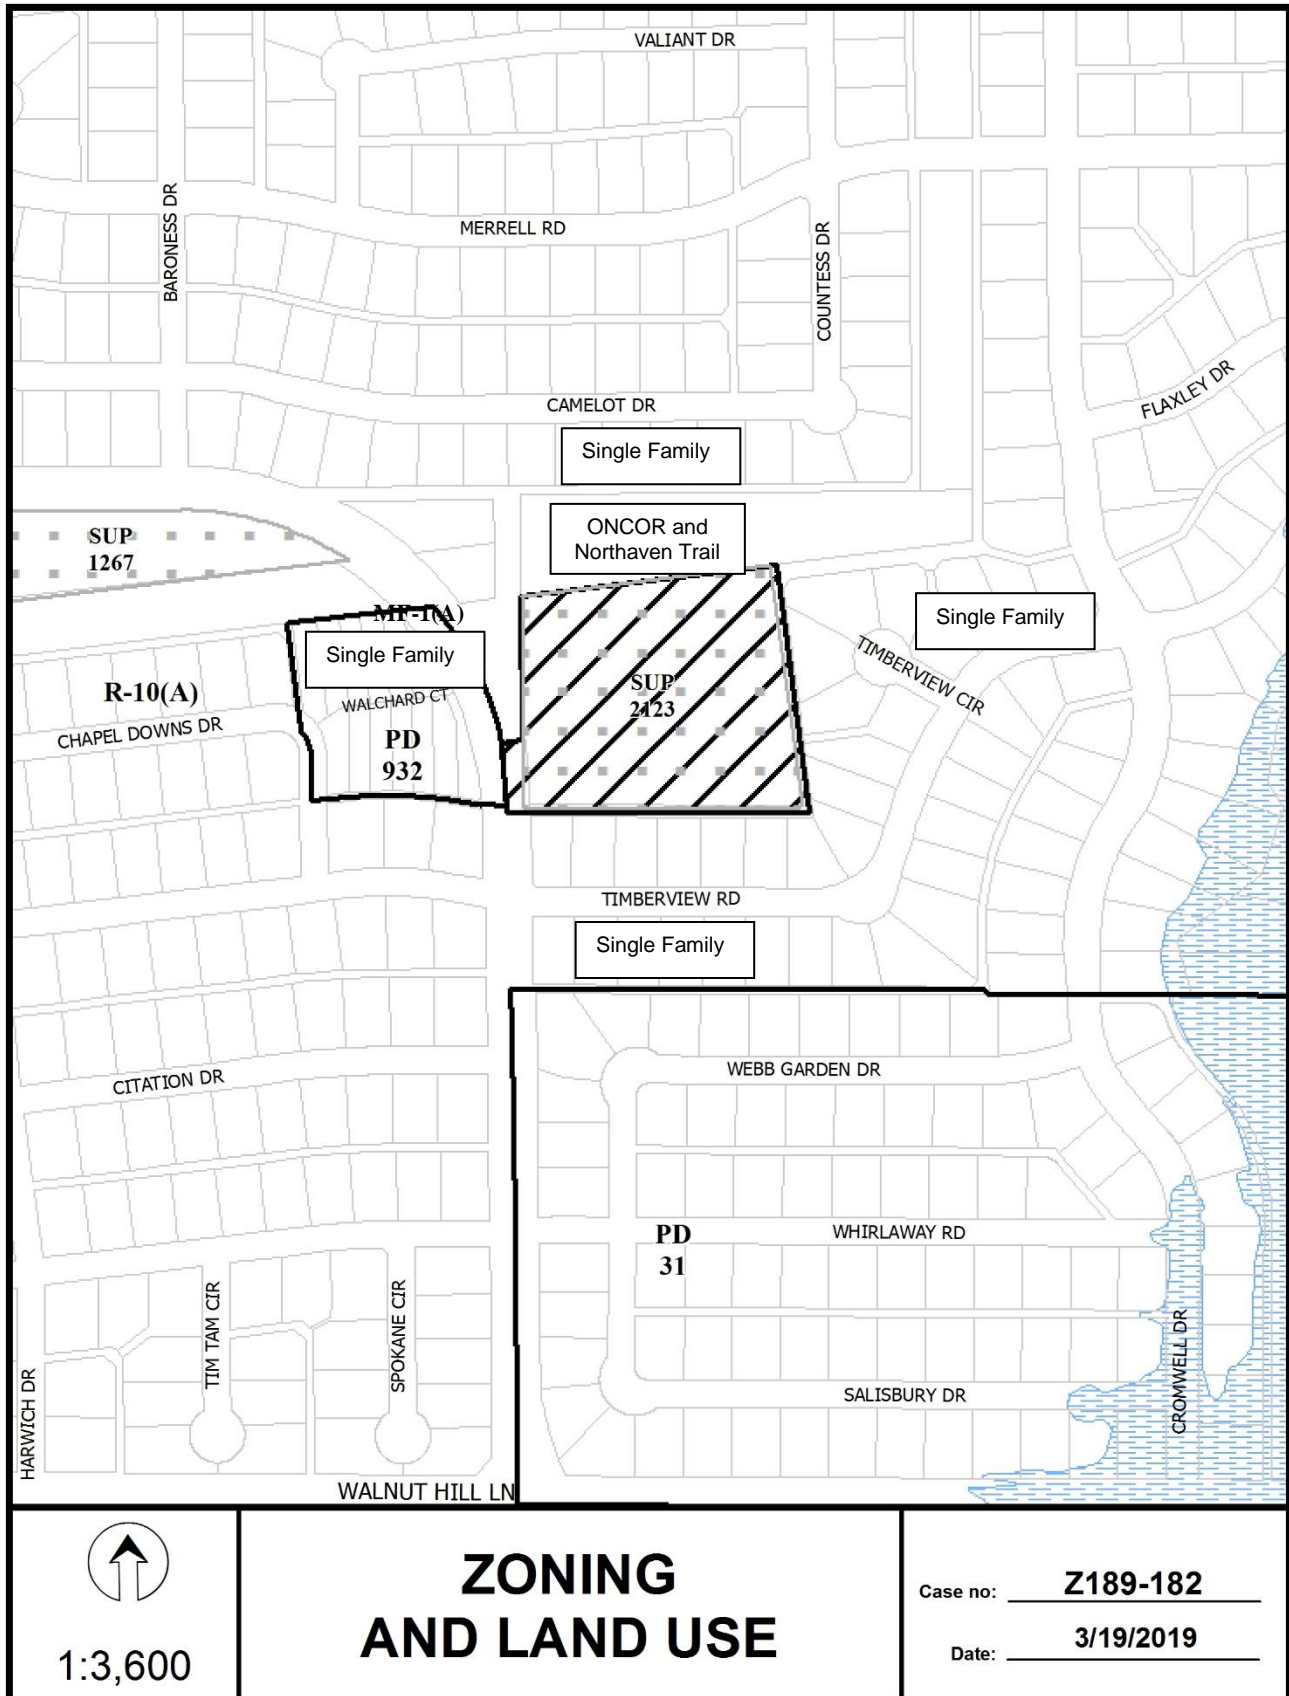 VALIANT DR
BARONESS DR
MERRELL RD
COUNTESS DR
FLAXLEY DR
CAMELOT DR
Single Family
ONCOR and
Northaven Trail
SUP
1267
MF-1(A)
Single Family
Single Family
TIMBERVIEW CIR
R-10(A)
WALCHARD CT
SUP
2123
CHAPEL DOWNS DR
PD
932
TIMBERVIEW RD
Single Family
WEBB GARDEN DR
CITATION DR
PD
31
WHIRLAWAY RD
TIM TAM CIR
SPOKANE CIR
CROMWELL DR
HARWICH DR
SALISBURY DR
WALNUT HILL LN
1:3,600
ZONING
AND LAND USE
Case no: Z189-182
Date: 3/19/2019